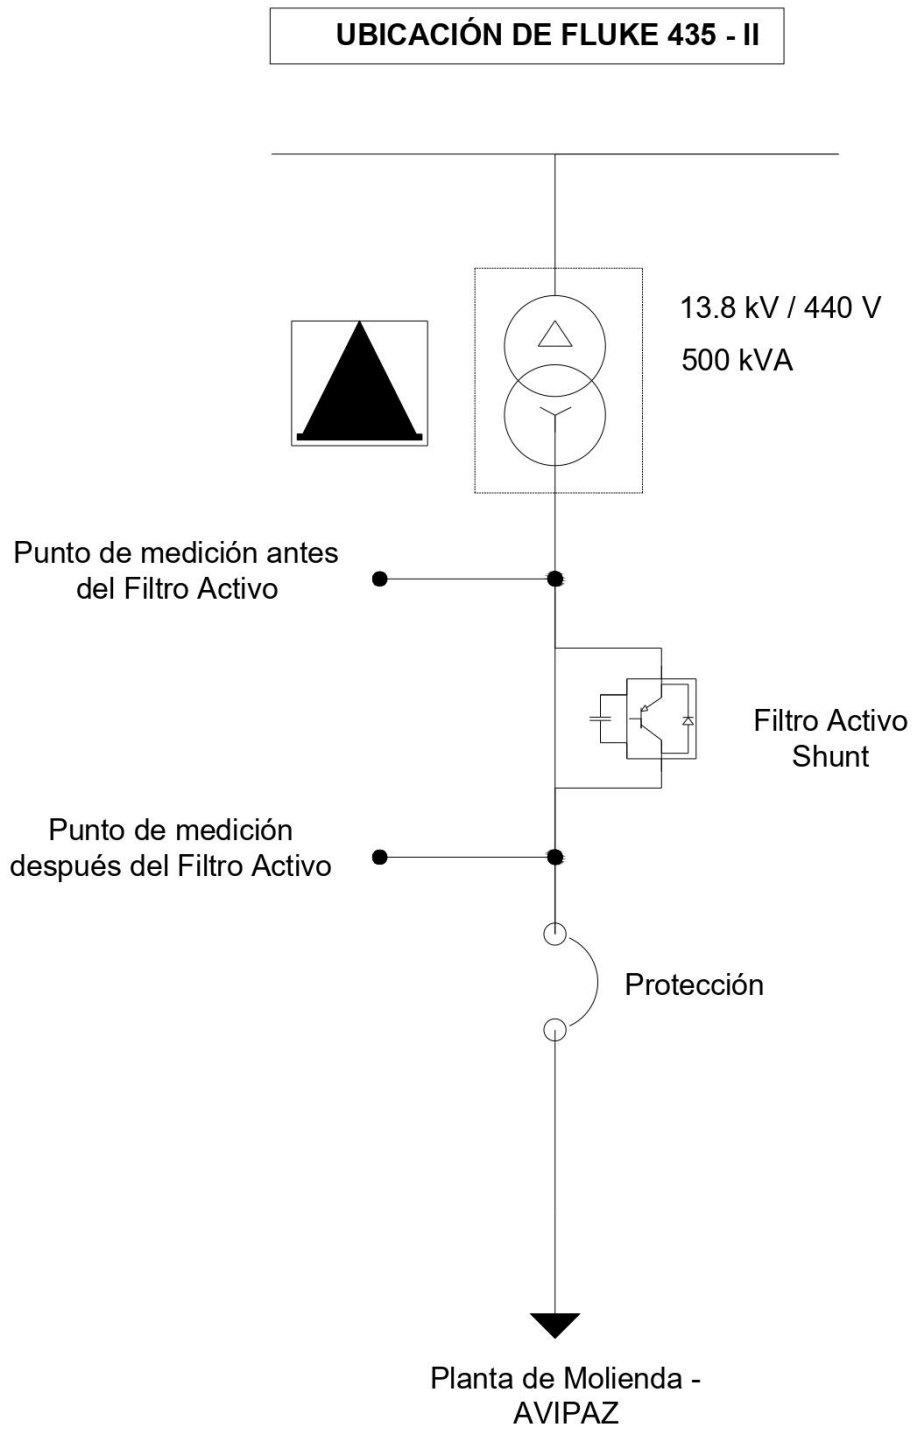 UBICACIÓN DE FLUKE 435 - II
13.8 kV / 440 V
500 kVA
Punto de medición antes
del Filtro Activo
Filtro Activo
Shunt
Punto de medición
después del Filtro Activo
Protección
Planta de Molienda -
AVIPAZ